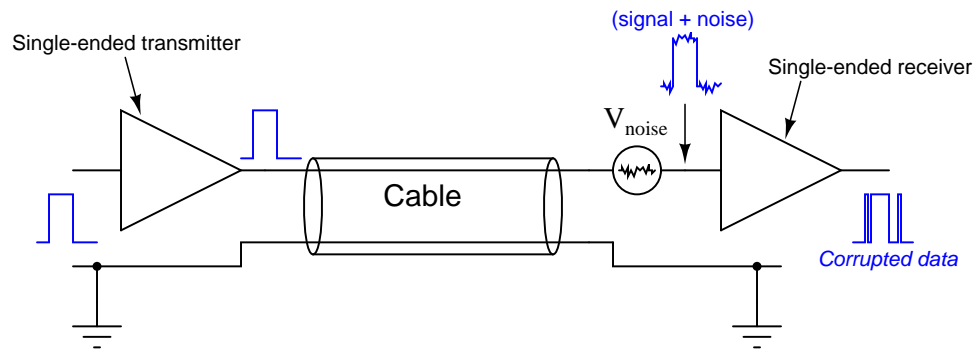 (signal + noise)
Single-ended transmitter
Single-ended receiver
Vnoise
Cable
Corrupted data